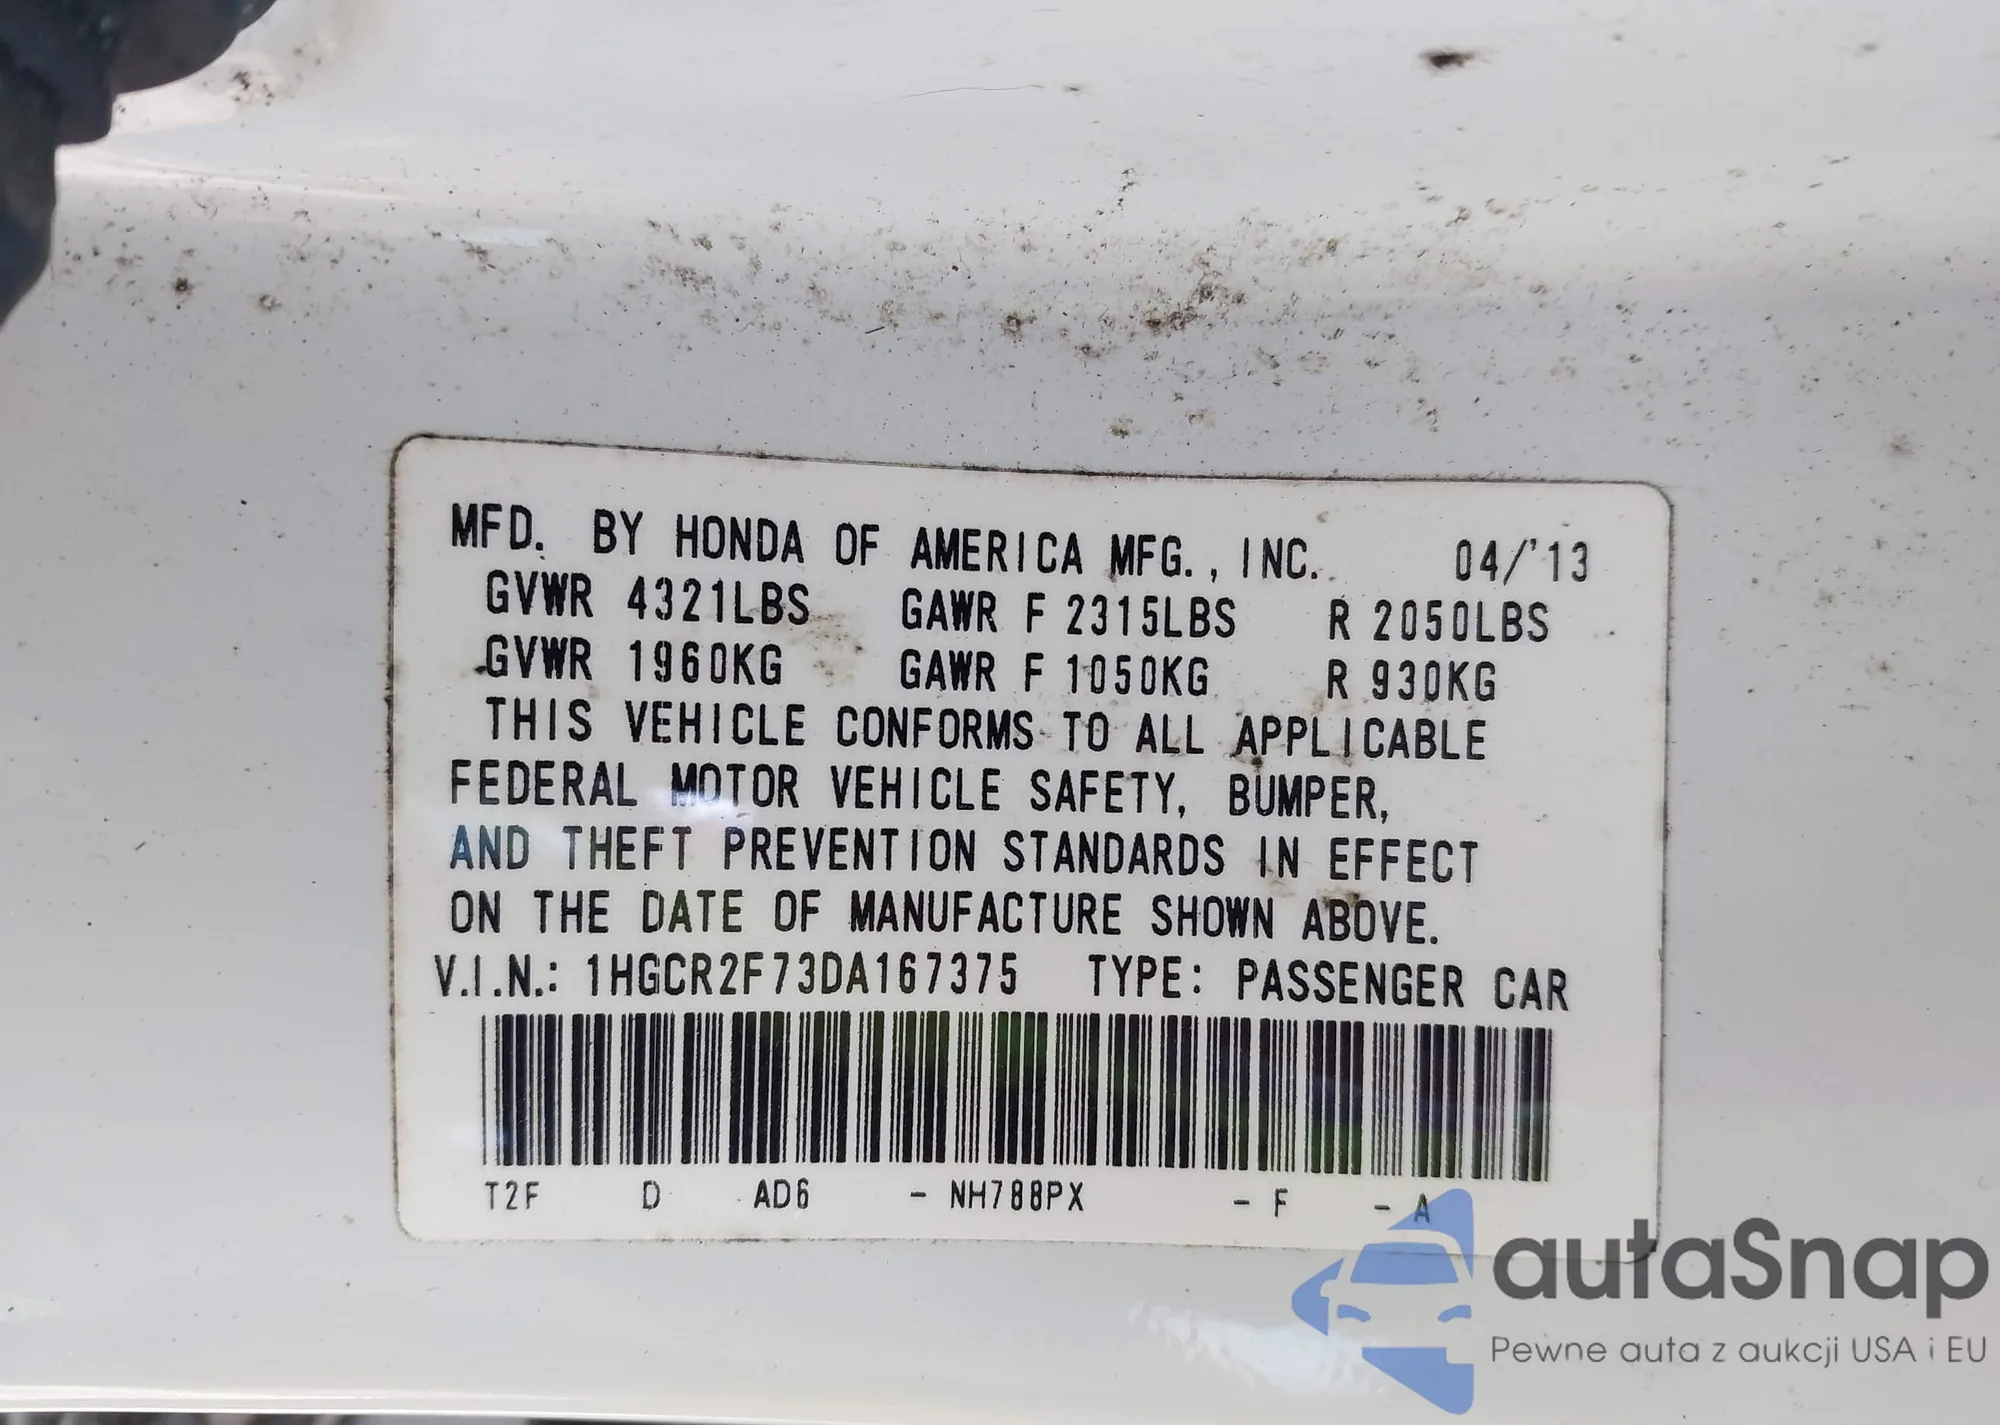 MFD. BY HONDA OF AMERICA MFG., INC. 04/'13
GVWR 4321LBS GAWR F 2315LBS R 2050LBS
GVWR 1960KG GAWR F 1050KG R 930KG
THIS VEHICLE CONFORMS TO ALL APPLICABLE
FEDERAL MOTOR VEHICLE SAFETY, BUMPER,
AND THEFT PREVENTION STANDARDS IN EFFECT
ON THE DATE OF MANUFACTURE SHOWN ABOVE.
V.I.N.: 1HGCR2F73DA167375 TYPE: PASSENGER CAR
T2F D AD6 - NH788PX - F - A
autaSnap
Pewne auta z aukcji USA i EU